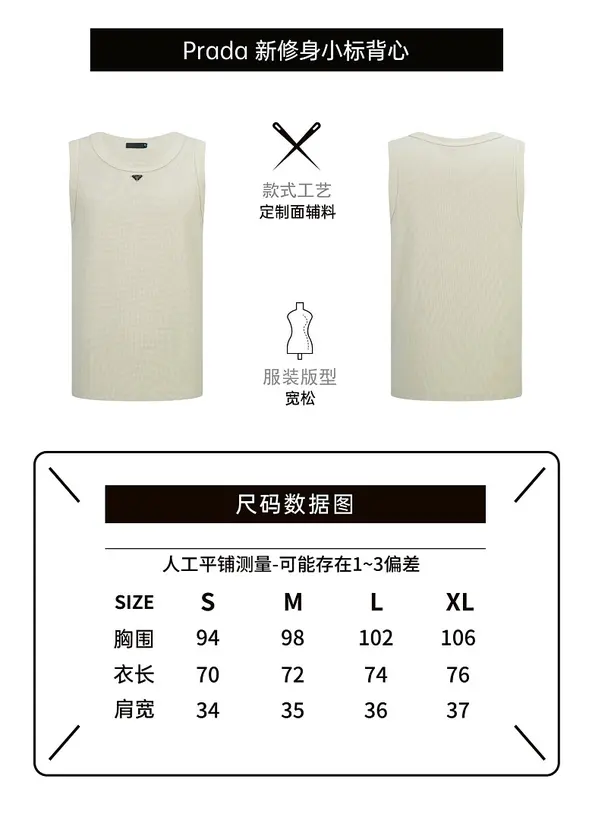 Prada 新修身小标背心
款式工艺
定制面辅料
服装版型
宽松
尺码数据图
人工平铺测量-可能存在1~3偏差
SIZE S M L XL
胸围 94 98 102 106
衣长 70 72 74 76
肩宽 34 35 36 37